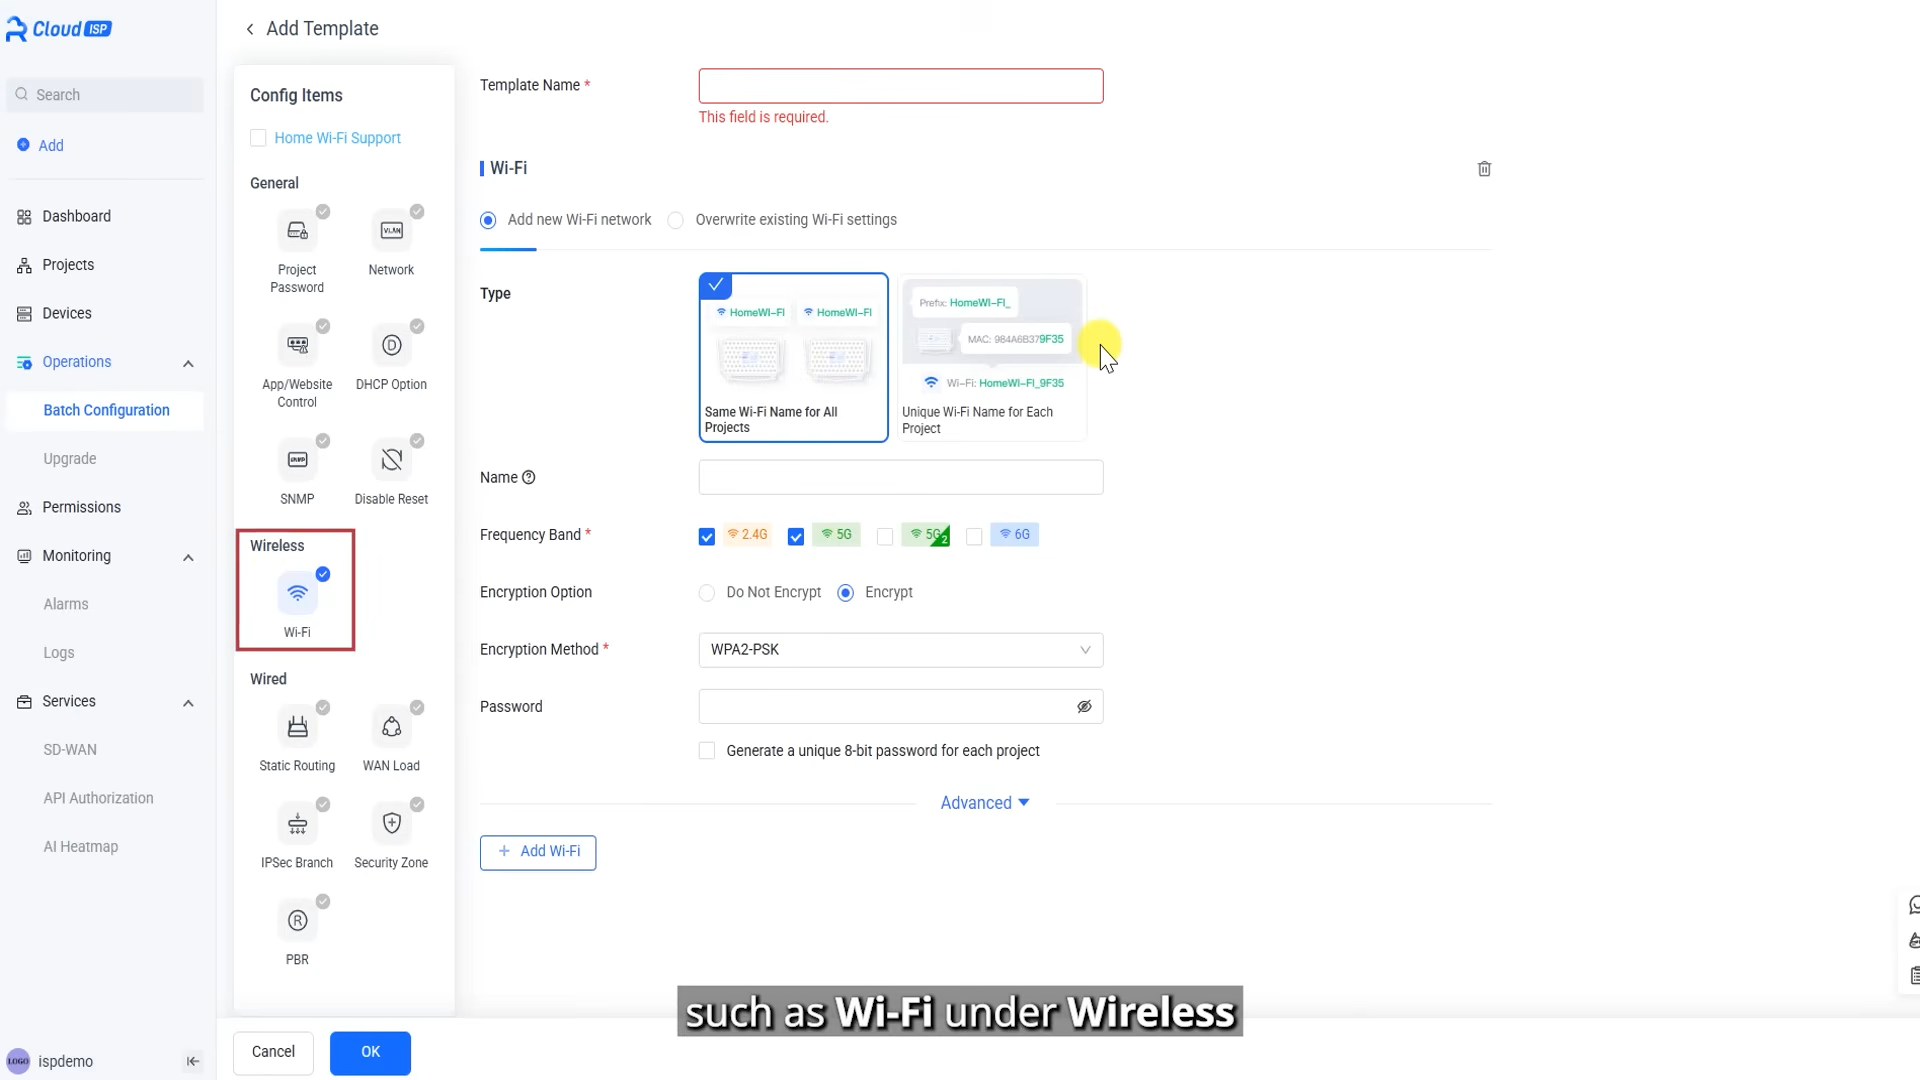 Cloud ISP
Search
Add
Dashboard
Projects
Devices
Operations
Batch Configuration
Upgrade
Permissions
Monitoring
Alarms
Logs
Services
SD-WAN
API Authorization
AI Heatmap
LOGO ispdemo
Add Template
Config Items
Home Wi-Fi Support
General
Project
Password
Network
VLAN
App/Website
Control
DHCP Option
SNMP
Disable Reset
Wireless
Wi-Fi
Wired
Static Routing
WAN Load
IPSec Branch
Security Zone
PBR
Cancel
OK
Template Name *
This field is required.
Wi-Fi
Add new Wi-Fi network
Overwrite existing Wi-Fi settings
Type
HomeWI-FI
HomeWI-FI
Same Wi-Fi Name for All
Projects
Prefix: HomeWI-FI_
MAC: 984A6B379F35
Wi-Fi: HomeWI-FI_9F35
Unique Wi-Fi Name for Each
Project
Name
Frequency Band *
2.4G
5G
5G 2
6G
Encryption Option
Do Not Encrypt
Encrypt
Encryption Method *
WPA2-PSK
Password
Generate a unique 8-bit password for each project
Advanced
+ Add Wi-Fi
such as Wi-Fi under Wireless